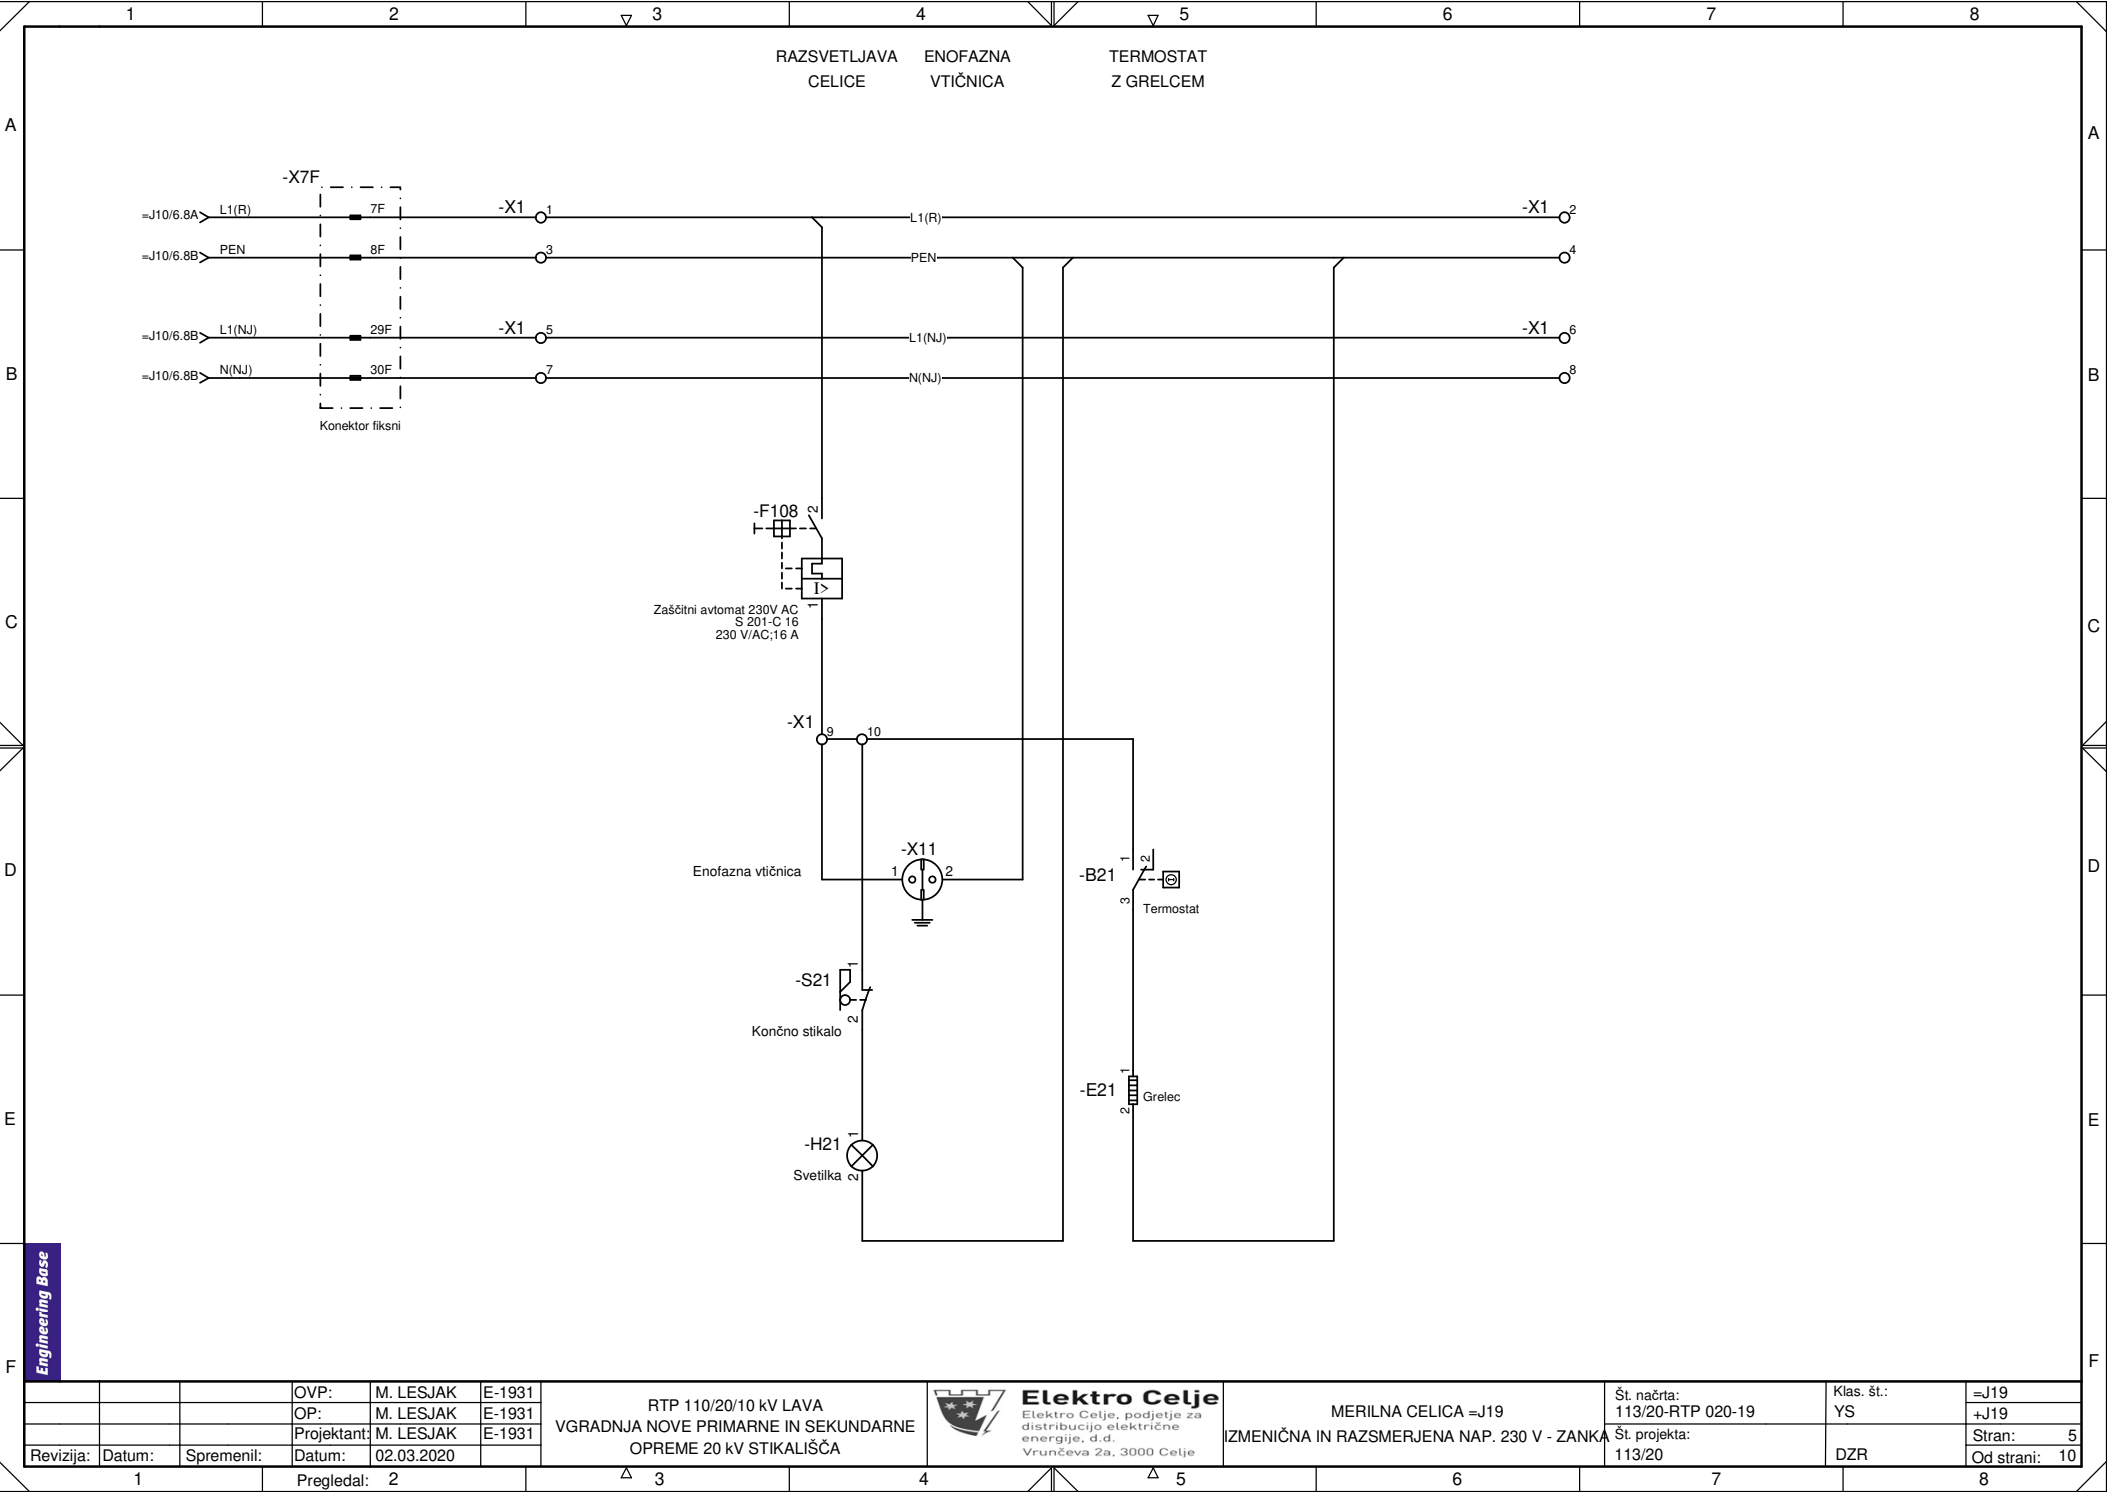 1 2 3 4 5 6 7 8
RAZSVETLJAVA CELICE
ENOFAZNA VTIČNICA
TERMOSTAT Z GRELCEM
A A
-X7F
=J10/6.8A L1(R) 7F -X1 1 L1(R) -X1 2
=J10/6.8B PEN 8F 3 PEN 4
=J10/6.8B L1(NJ) 29F -X1 5 L1(NJ) -X1 6
B B
=J10/6.8B N(NJ) 30F 7 N(NJ) 8
Konektor fiksni
-F108 2
I>
1
Zaščitni avtomat 230V AC
S 201-C 16
230 V/AC;16 A
C C
-X1 9 10
-X11
Enofazna vtičnica 1 2
D D
-B21 1 2 3
Termostat
-S21 1 2
Končno stikalo
-E21 1 2
Grelec
E E
-H21 1 2
Svetilka
Engineering Base
F F
OVP: M. LESJAK E-1931
OP: M. LESJAK E-1931
Projektant: M. LESJAK E-1931
Revizija: Datum: Spremenil: Datum: 02.03.2020
RTP 110/20/10 kV LAVA
VGRADNJA NOVE PRIMARNE IN SEKUNDARNE
OPREME 20 kV STIKALIŠČA
Elektro Celje
Elektro Celje, podjetje za
distribucijo električne
energije, d.d.
Vrunčeva 2a, 3000 Celje
MERILNA CELICA =J19
IZMENIČNA IN RAZSMERJENA NAP. 230 V - ZANKA
Št. načrta:
113/20-RTP 020-19
Št. projekta:
113/20
Klas. št.:
YS
DZR
=J19
+J19
Stran: 5
Od strani: 10
1 Pregledal: 2 3 4 5 6 7 8